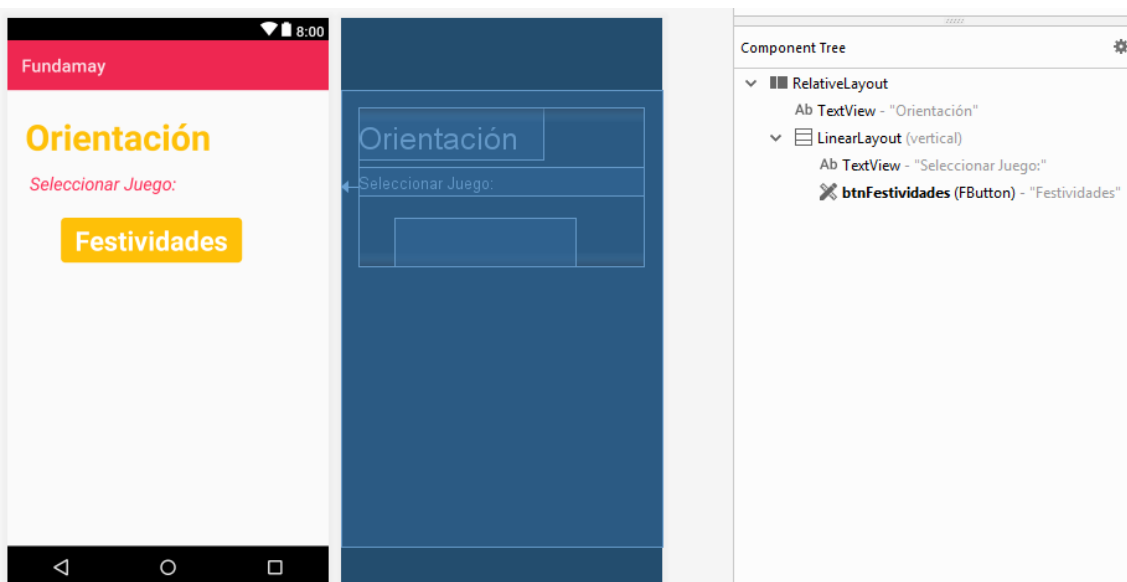 8:00
Fundamay
Orientación
Seleccionar Juego:
Festividades
Orientación
Seleccionar Juego:
Component Tree
RelativeLayout
Ab TextView - "Orientación"
LinearLayout (vertical)
Ab TextView - "Seleccionar Juego:"
btnFestividades (FButton) - "Festividades"